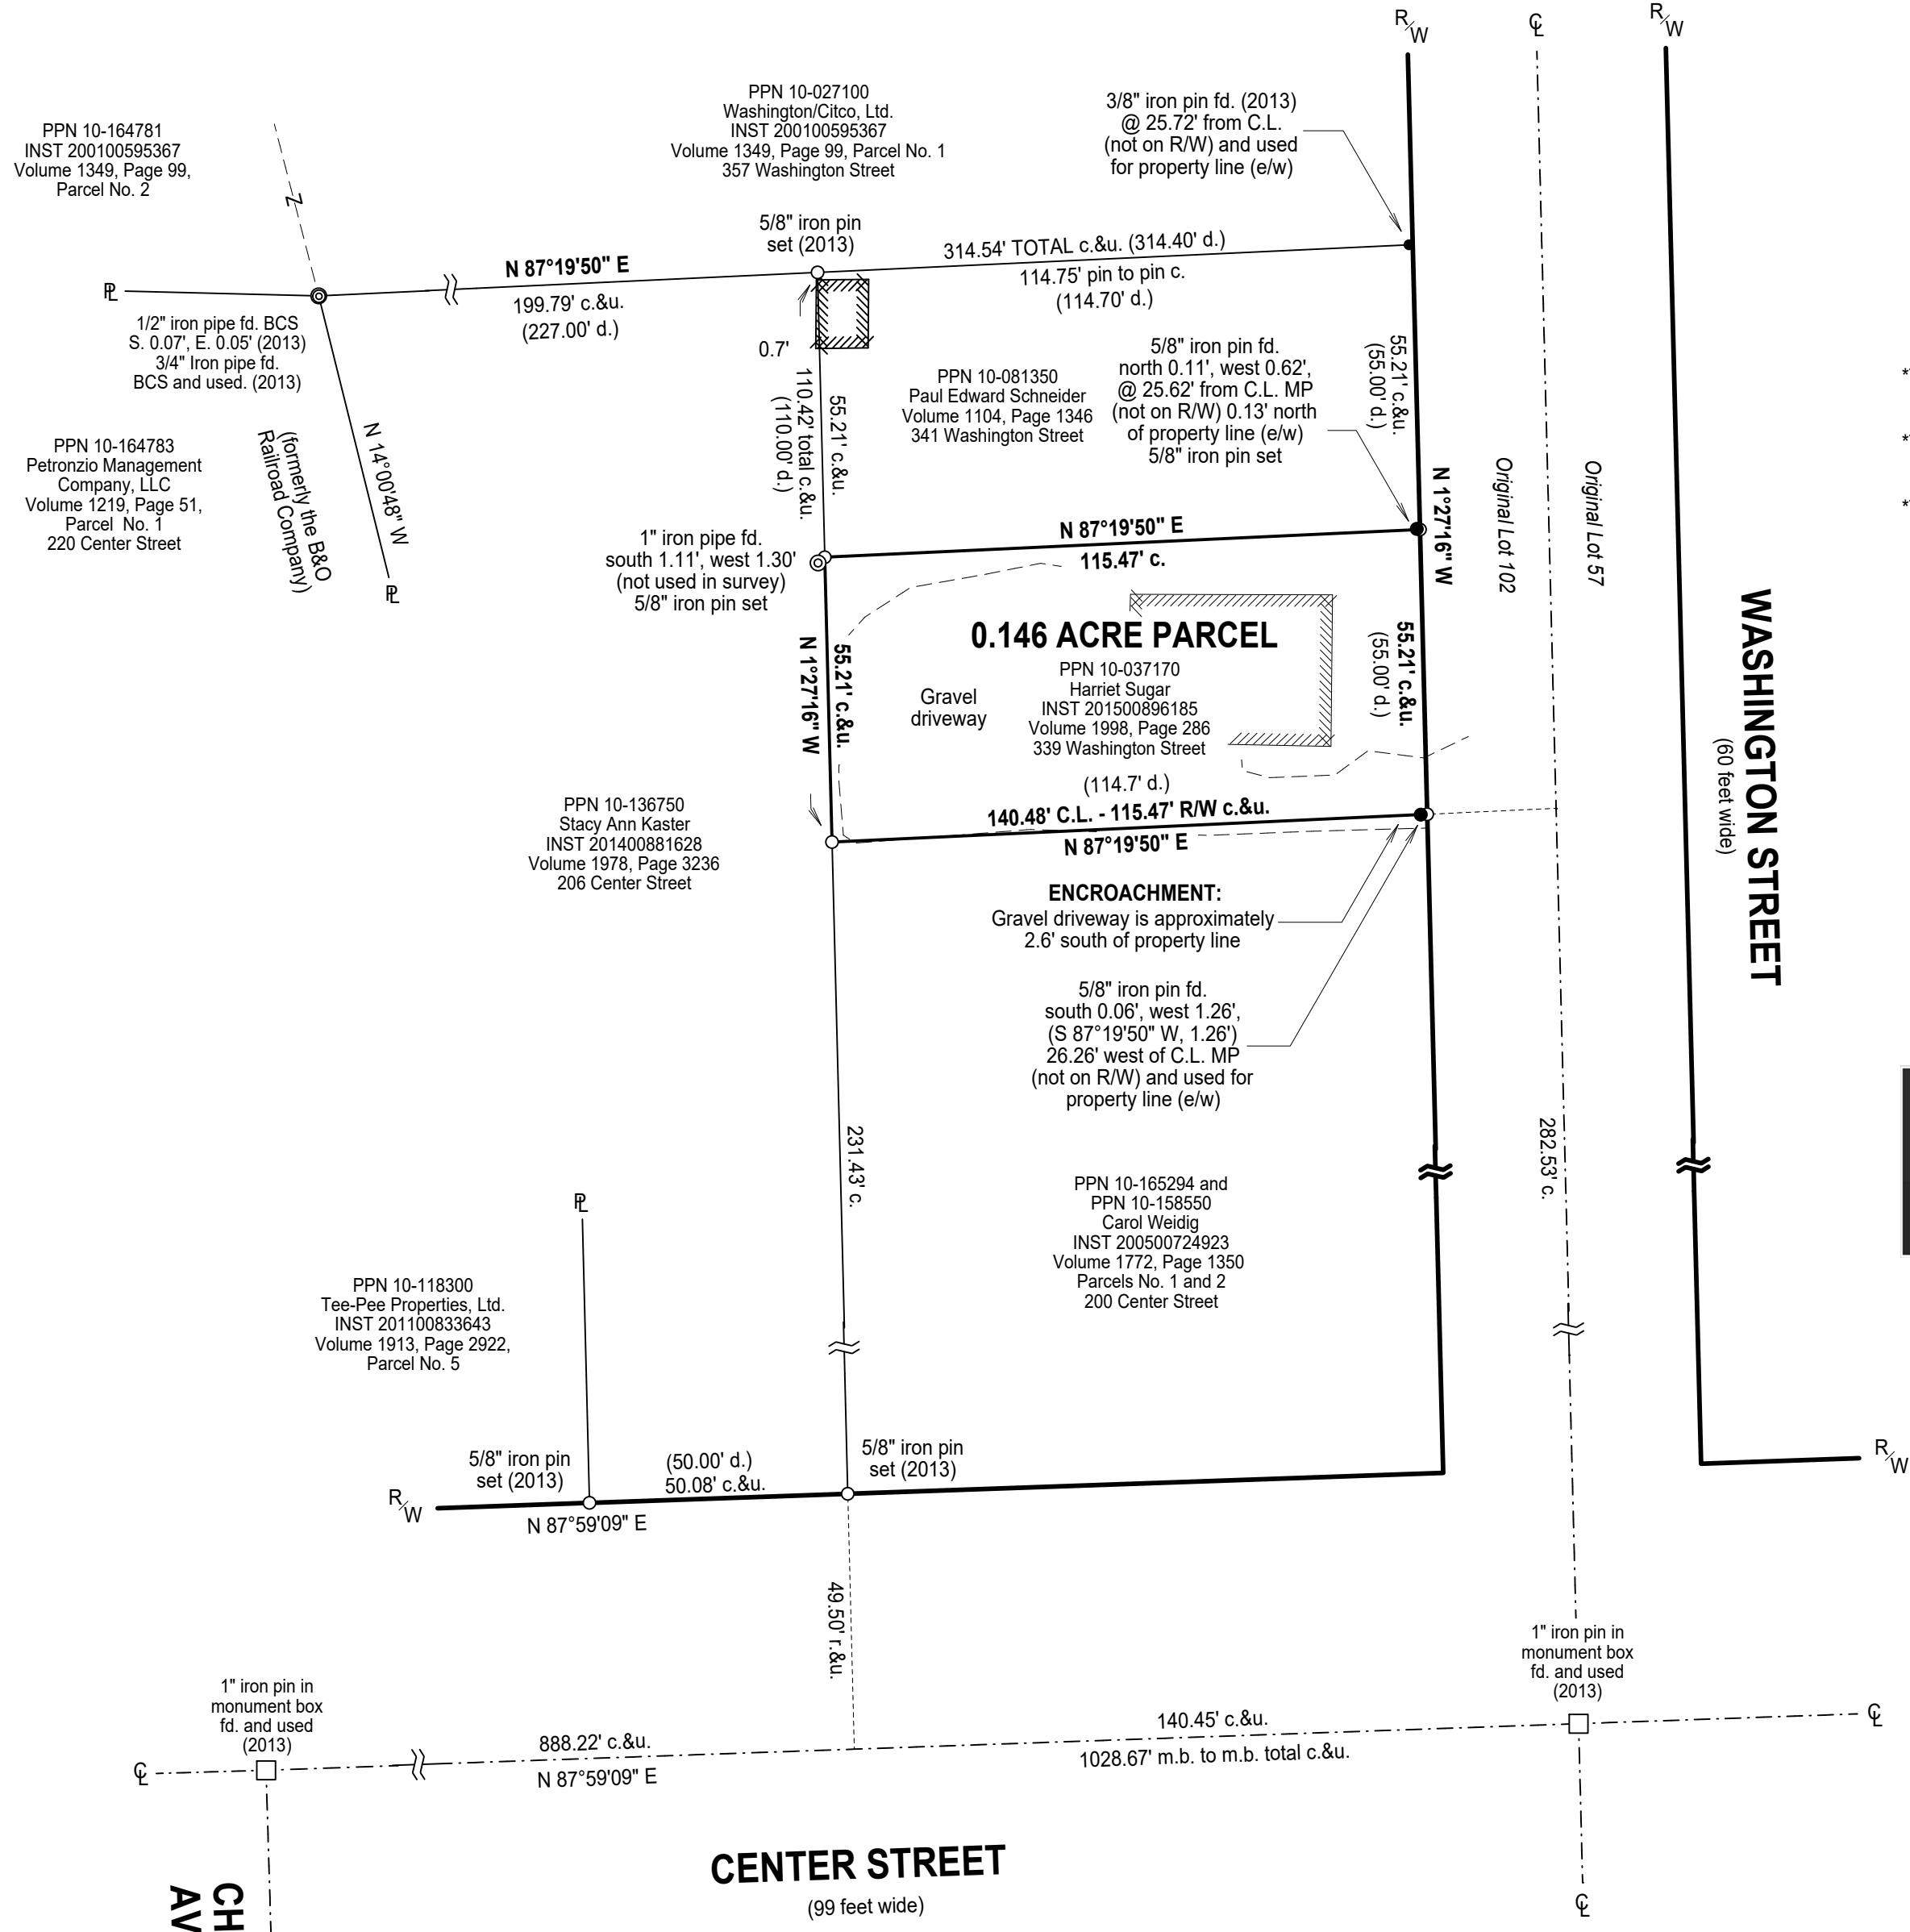 R/W
C̵L
R/W
PPN 10-164781
INST 200100595367
Volume 1349, Page 99,
Parcel No. 2
PPN 10-027100
Washington/Citco, Ltd.
INST 200100595367
Volume 1349, Page 99, Parcel No. 1
357 Washington Street
3/8" iron pin fd. (2013)
@ 25.72' from C.L.
(not on R/W) and used
for property line (e/w)
Z
5/8" iron pin
set (2013)
314.54' TOTAL c.&u. (314.40' d.)
114.75' pin to pin c.
(114.70' d.)
N 87°19'50" E
199.79' c.&u.
(227.00' d.)
PL
1/2" iron pipe fd. BCS
S. 0.07', E. 0.05' (2013)
3/4" Iron pipe fd.
BCS and used. (2013)
0.7'
110.42' total c.&u.
(110.00' d.)
55.21' c.&u.
PPN 10-081350
Paul Edward Schneider
Volume 1104, Page 1346
341 Washington Street
5/8" iron pin fd.
north 0.11', west 0.62',
@ 25.62' from C.L. MP
(not on R/W) 0.13' north
of property line (e/w)
5/8" iron pin set
55.21' c.&u.
(55.00' d.)
PPN 10-164783
Petronzio Management
Company, LLC
Volume 1219, Page 51,
Parcel No. 1
220 Center Street
(formerly the B&O
Railroad Company)
N 14°00'48" W
PL
1" iron pipe fd.
south 1.11', west 1.30'
(not used in survey)
5/8" iron pin set
N 87°19'50" E
115.47' c.
N 1°27'16" W
Original Lot 102
Original Lot 57
WASHINGTON STREET
(60 feet wide)
N 1°27'16" W
55.21' c.&u.
0.146 ACRE PARCEL
PPN 10-037170
Harriet Sugar
INST 201500896185
Volume 1998, Page 286
339 Washington Street
Gravel
driveway
55.21' c.&u.
(55.00' d.)
(114.7' d.)
140.48' C.L. - 115.47' R/W c.&u.
N 87°19'50" E
PPN 10-136750
Stacy Ann Kaster
INST 201400881628
Volume 1978, Page 3236
206 Center Street
ENCROACHMENT:
Gravel driveway is approximately
2.6' south of property line
5/8" iron pin fd.
south 0.06', west 1.26',
(S 87°19'50" W, 1.26')
26.26' west of C.L. MP
(not on R/W) and used for
property line (e/w)
231.43' c.
282.53' c.
PPN 10-165294 and
PPN 10-158550
Carol Weidig
INST 200500724923
Volume 1772, Page 1350
Parcels No. 1 and 2
200 Center Street
PL
PPN 10-118300
Tee-Pee Properties, Ltd.
INST 201100833643
Volume 1913, Page 2922,
Parcel No. 5
5/8" iron pin
set (2013)
(50.00' d.)
50.08' c.&u.
5/8" iron pin
set (2013)
R/W
R/W
N 87°59'09" E
49.50' r.&u.
1" iron pin in
monument box
fd. and used
(2013)
1" iron pin in
monument box
fd. and used
(2013)
CL
888.22' c.&u.
N 87°59'09" E
140.45' c.&u.
1028.67' m.b. to m.b. total c.&u.
CL
CENTER STREET
(99 feet wide)
CL
CH
AV